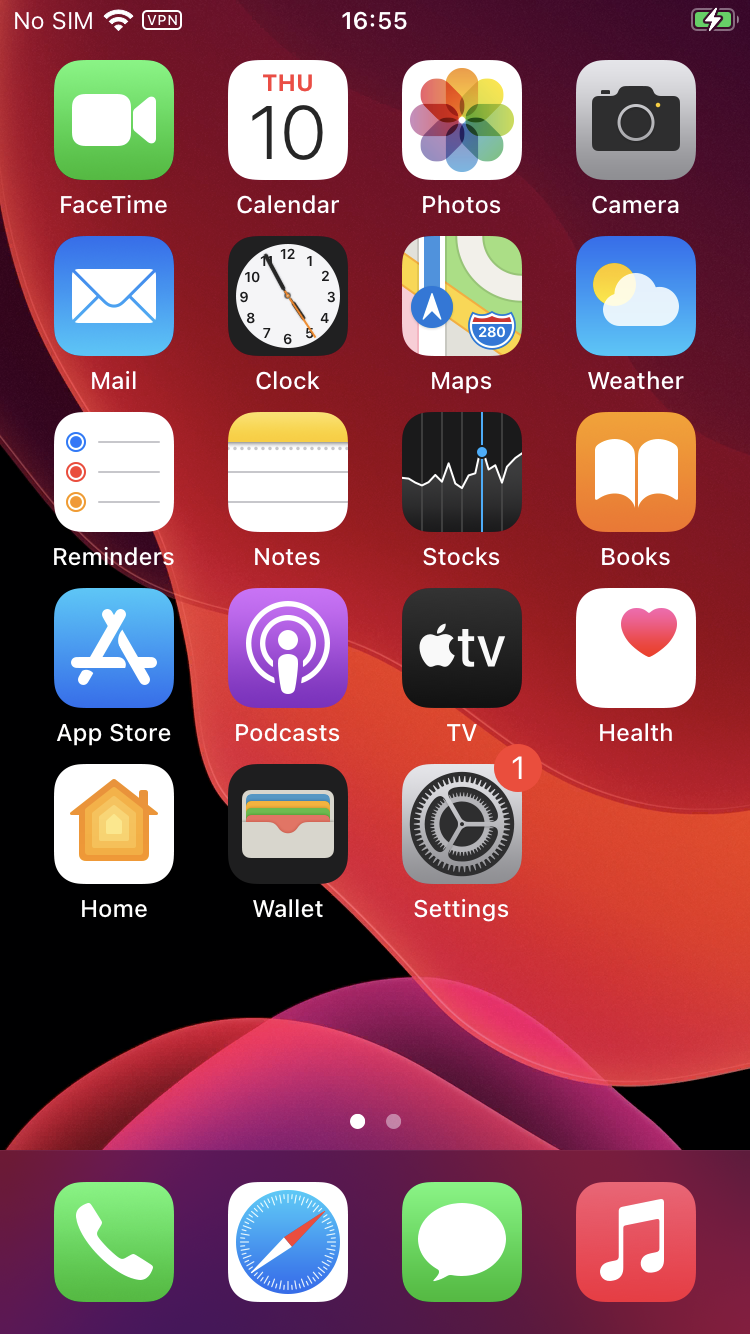 No SIM VPN 16:55
THU
10
FaceTime Calendar Photos Camera
11 12 1
10 2
9 3
8 4
7 6 5
280
Mail Clock Maps Weather
Reminders Notes Stocks Books
tv
App Store Podcasts TV Health
1
Home Wallet Settings